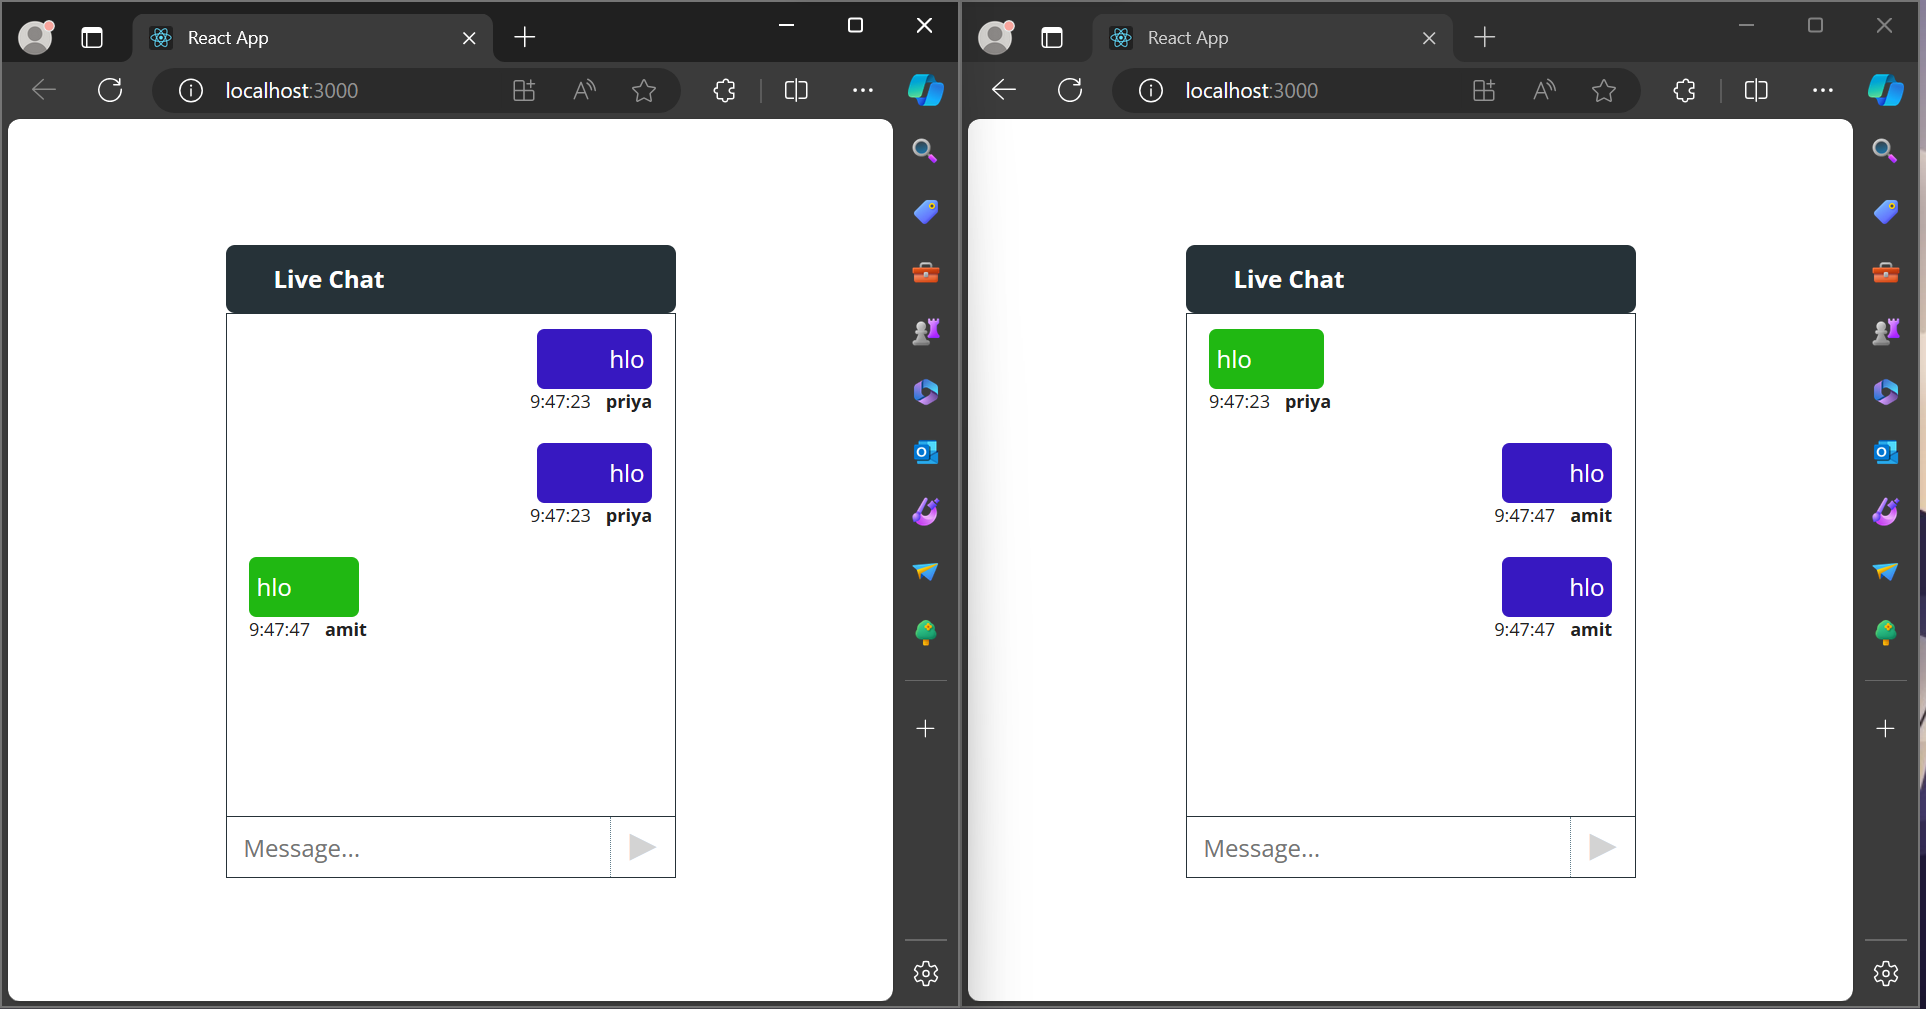 React App
localhost:3000
Live Chat
hlo
9:47:23 priya
hlo
9:47:23 priya
hlo
9:47:47 amit
Message...
React App
localhost:3000
Live Chat
hlo
9:47:23 priya
hlo
9:47:47 amit
hlo
9:47:47 amit
Message...